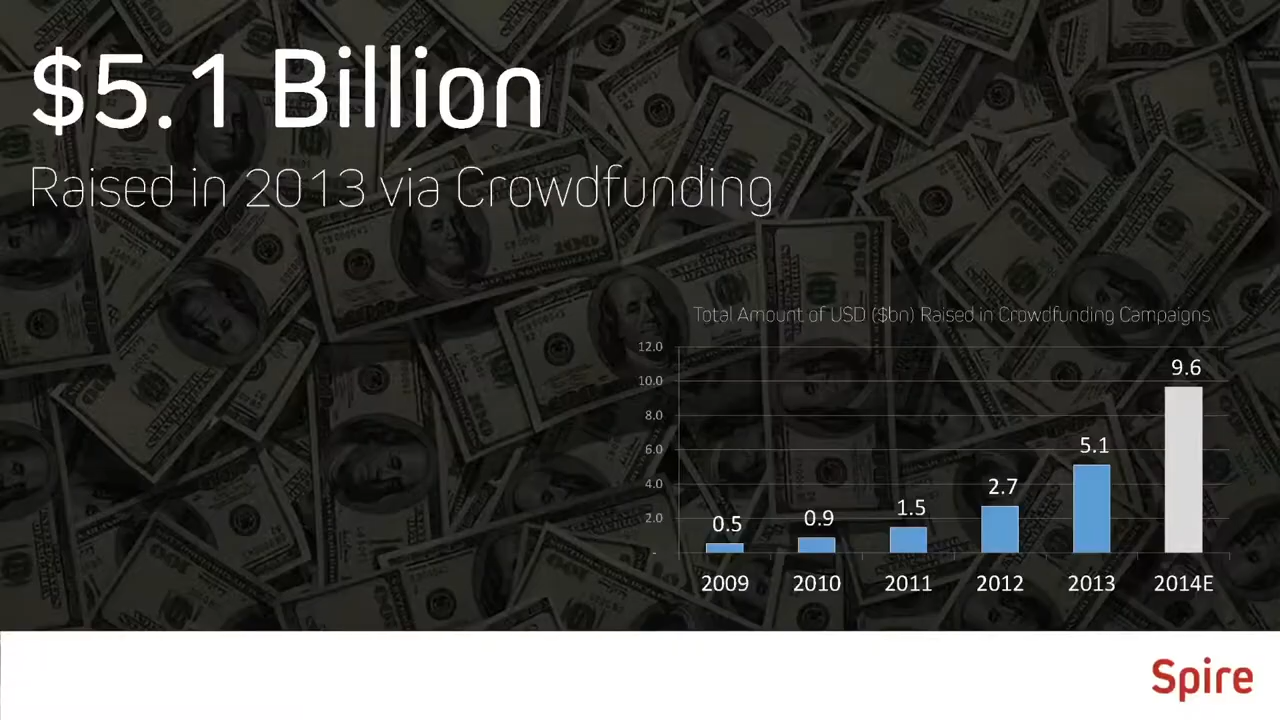 $5.1 Billion
Raised in 2013 via Crowdfunding
Total Amount of USD ($bn) Raised in Crowdfunding Campaigns
12.0
10.0
8.0
6.0
4.0
2.0
-
9.6
5.1
2.7
1.5
0.9
0.5
2009 2010 2011 2012 2013 2014E
Spire